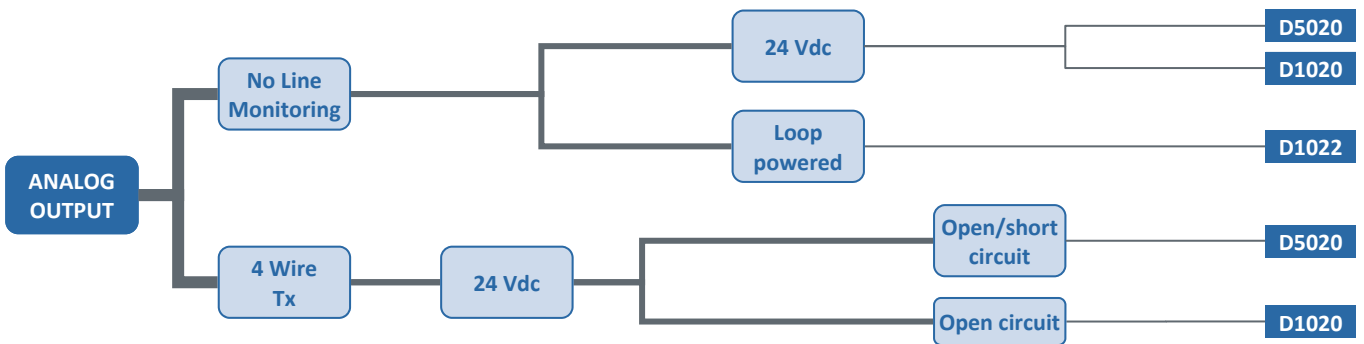 ANALOG
OUTPUT
No Line
Monitoring
24 Vdc
D5020
D1020
Loop
powered
D1022
4 Wire
Tx
24 Vdc
Open/short
circuit
D5020
Open circuit
D1020